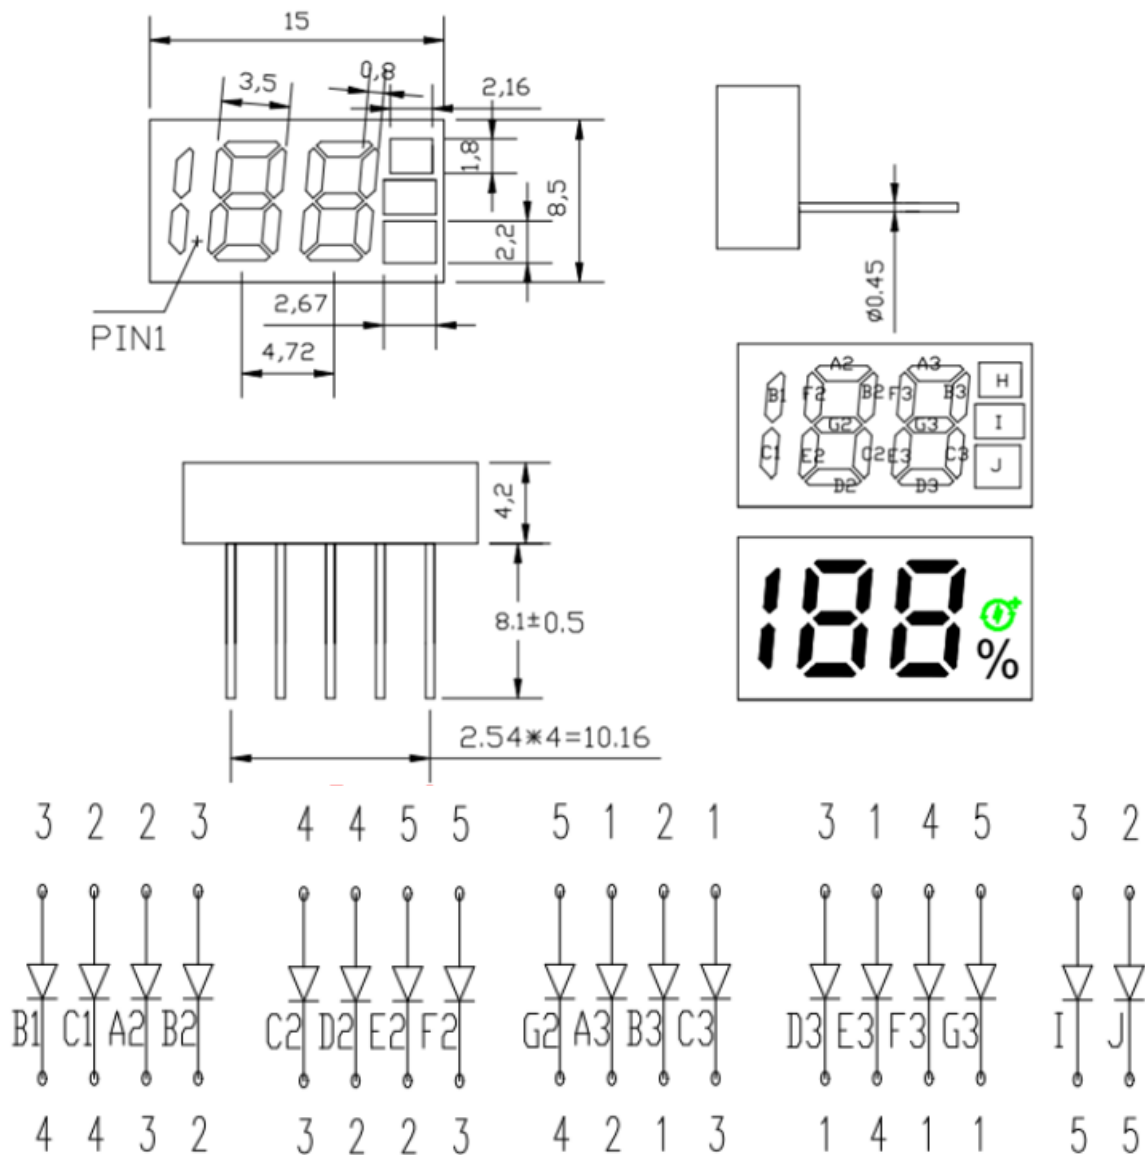 15
3,5
0,8
2,16
1,8
8,5
2,2
PIN1
2,67
4,72
ø0.45
A2 A3
B1 F2 B2 F3 B3 H
G2 G3 I
C1 E2 C2 E3 C3 J
D2 D3
188
%
4,2
8.1±0.5
2.54*4=10.16
3 2 2 3 4 4 5 5 5 1 2 1 3 1 4 5 3 2
B1 C1 A2 B2 C2 D2 E2 F2 G2 A3 B3 C3 D3 E3 F3 G3 I J
4 4 3 2 3 2 2 3 4 2 1 3 1 4 1 1 5 5